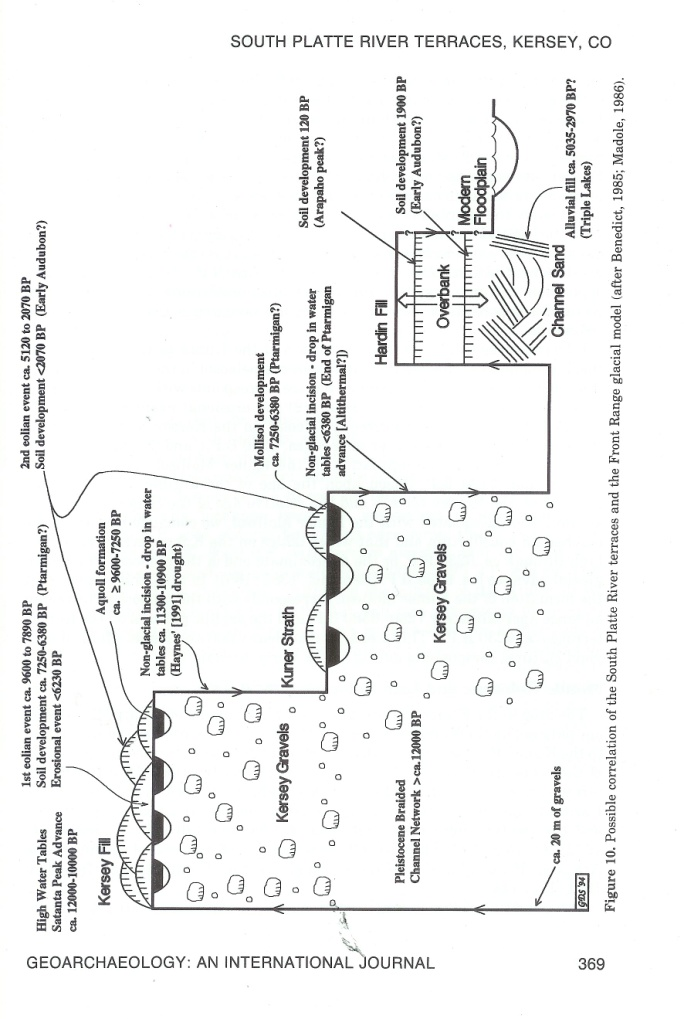 SOUTH PLATTE RIVER TERRACES, KERSEY, CO
High Water Tables
Satanta Peak Advance
ca. 12000-10000 BP
1st eolian event ca. 9600 to 7890 BP
Soil development ca. 7250-6380 BP (Ptarmigan?)
Erosional event <6230 BP
2nd eolian event ca. 5120 to 2070 BP
Soil development <2070 BP (Early Audubon?)
Kersey Fill
Aquoll formation
ca. ≥ 9600-7250 BP
Non-glacial incision - drop in water
tables ca. 11300-10900 BP
(Haynes' [1991] drought)
Kersey Gravels
Kuner Strath
Mollisol development
ca. 7250-6380 BP (Ptarmigan?)
Non-glacial incision - drop in water
tables <6380 BP (End of Ptarmigan
advance [Altithermal?])
Pleistocene Braided
Channel Network >ca.12000 BP
Kersey Gravels
Hardin Fill
Soil development 120 BP
(Arapaho peak?)
Soil development 1900 BP
(Early Audubon?)
Overbank
?
?
?
Modern
Floodplain
Channel Sand
Alluvial fill ca. 5035-2970 BP?
(Triple Lakes)
ca. 20 m of gravels
GYDS '94
Figure 10. Possible correlation of the South Platte River terraces and the Front Range glacial model (after Benedict, 1985; Madole, 1986).
GEOARCHAEOLOGY: AN INTERNATIONAL JOURNAL
369